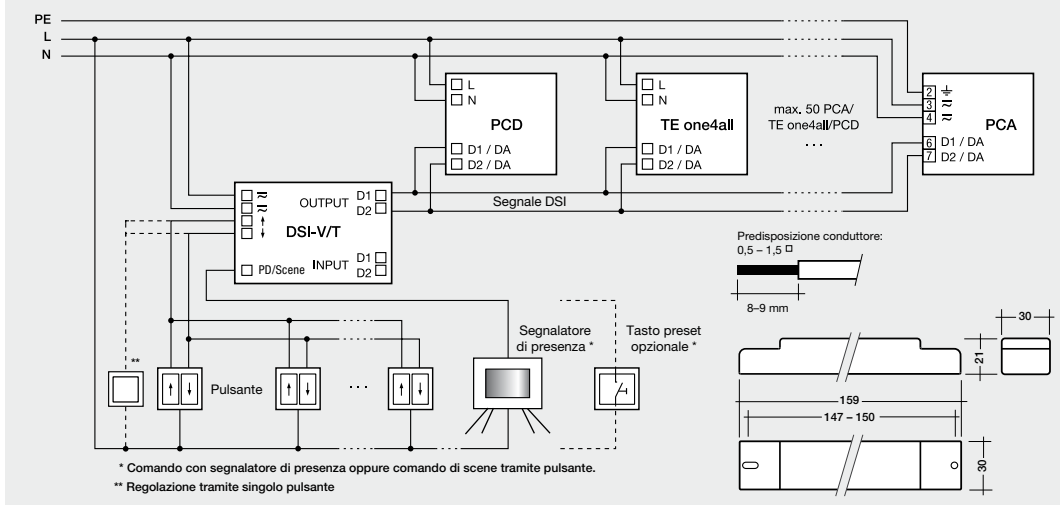 PE
L
N
L
N
PCD
D1 / DA
D2 / DA
L
N
TE one4all
D1 / DA
D2 / DA
max. 50 PCA/
TE one4all/PCD
...
2
3
4
PCA
6 D1 / DA
7 D2 / DA
OUTPUT D1
D2
DSI-V/T
↑
↓
PD/Scene
INPUT D1
D2
Segnale DSI
Predisposizione conduttore:
0,5 – 1,5
8–9 mm
Segnalatore
di presenza *
Tasto preset
opzionale *
**
↑ ↓
Pulsante
↑ ↓
...
↑ ↓
30
21
159
147 – 150
30
* Comando con segnalatore di presenza oppure comando di scene tramite pulsante.
** Regolazione tramite singolo pulsante